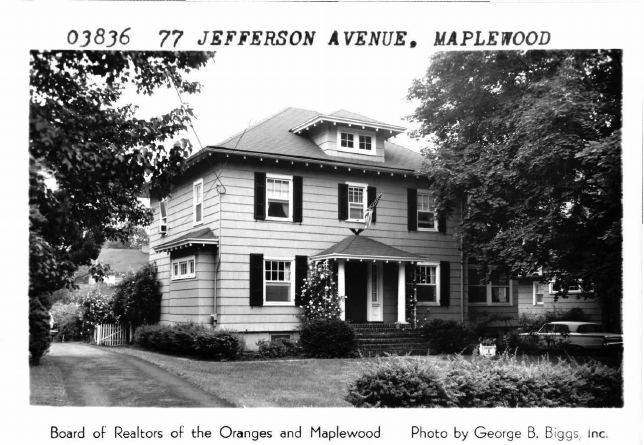 03836 77 JEFFERSON AVENUE, MAPLEWOOD
Board of Realtors of the Oranges and Maplewood Photo by George B. Biggs, Inc.